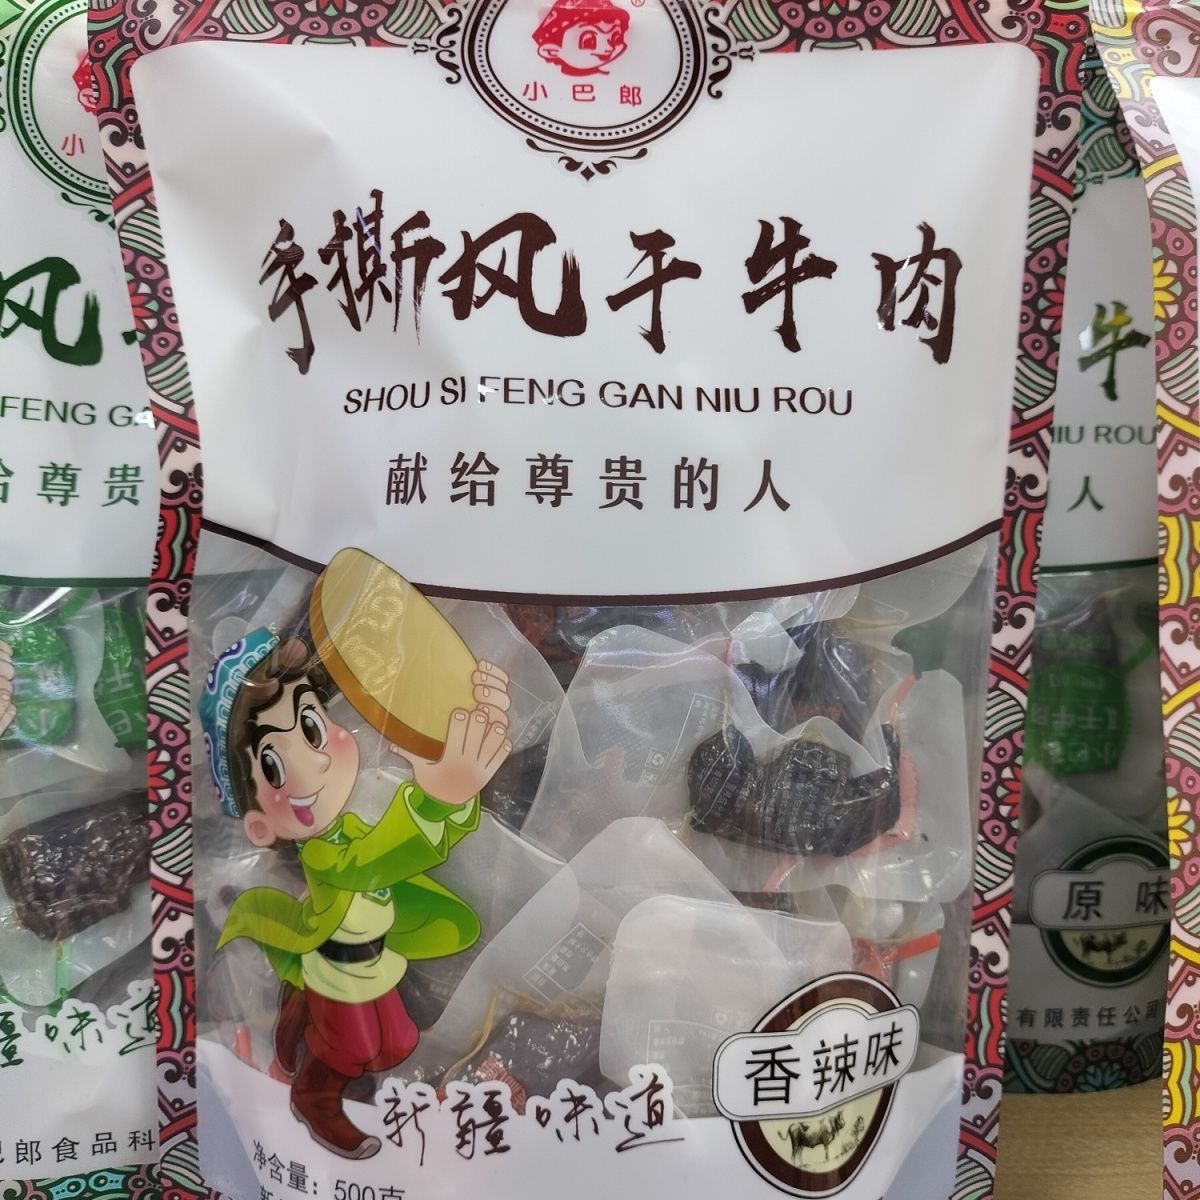 小巴郎
手撕风干牛肉
SHOU SI FENG GAN NIU ROU
献给尊贵的人
香辣味
新疆味道
净含量：500克
小
风
FENG GA
给尊贵
疆味道
巴郎食品科
牛
NIU ROU
人
原味
有限责任公司